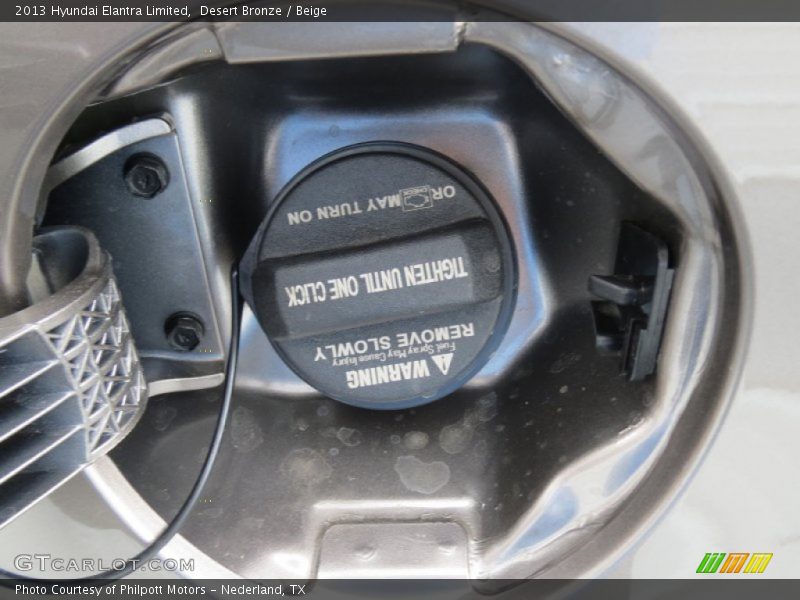 2013 Hyundai Elantra Limited, Desert Bronze / Beige
WARNING
Fuel Spray May Cause Injury
REMOVE SLOWLY
TIGHTEN UNTIL ONE CLICK
OR CHECK MAY TURN ON
GTCARLOT.COM
Photo Courtesy of Philpott Motors - Nederland, TX